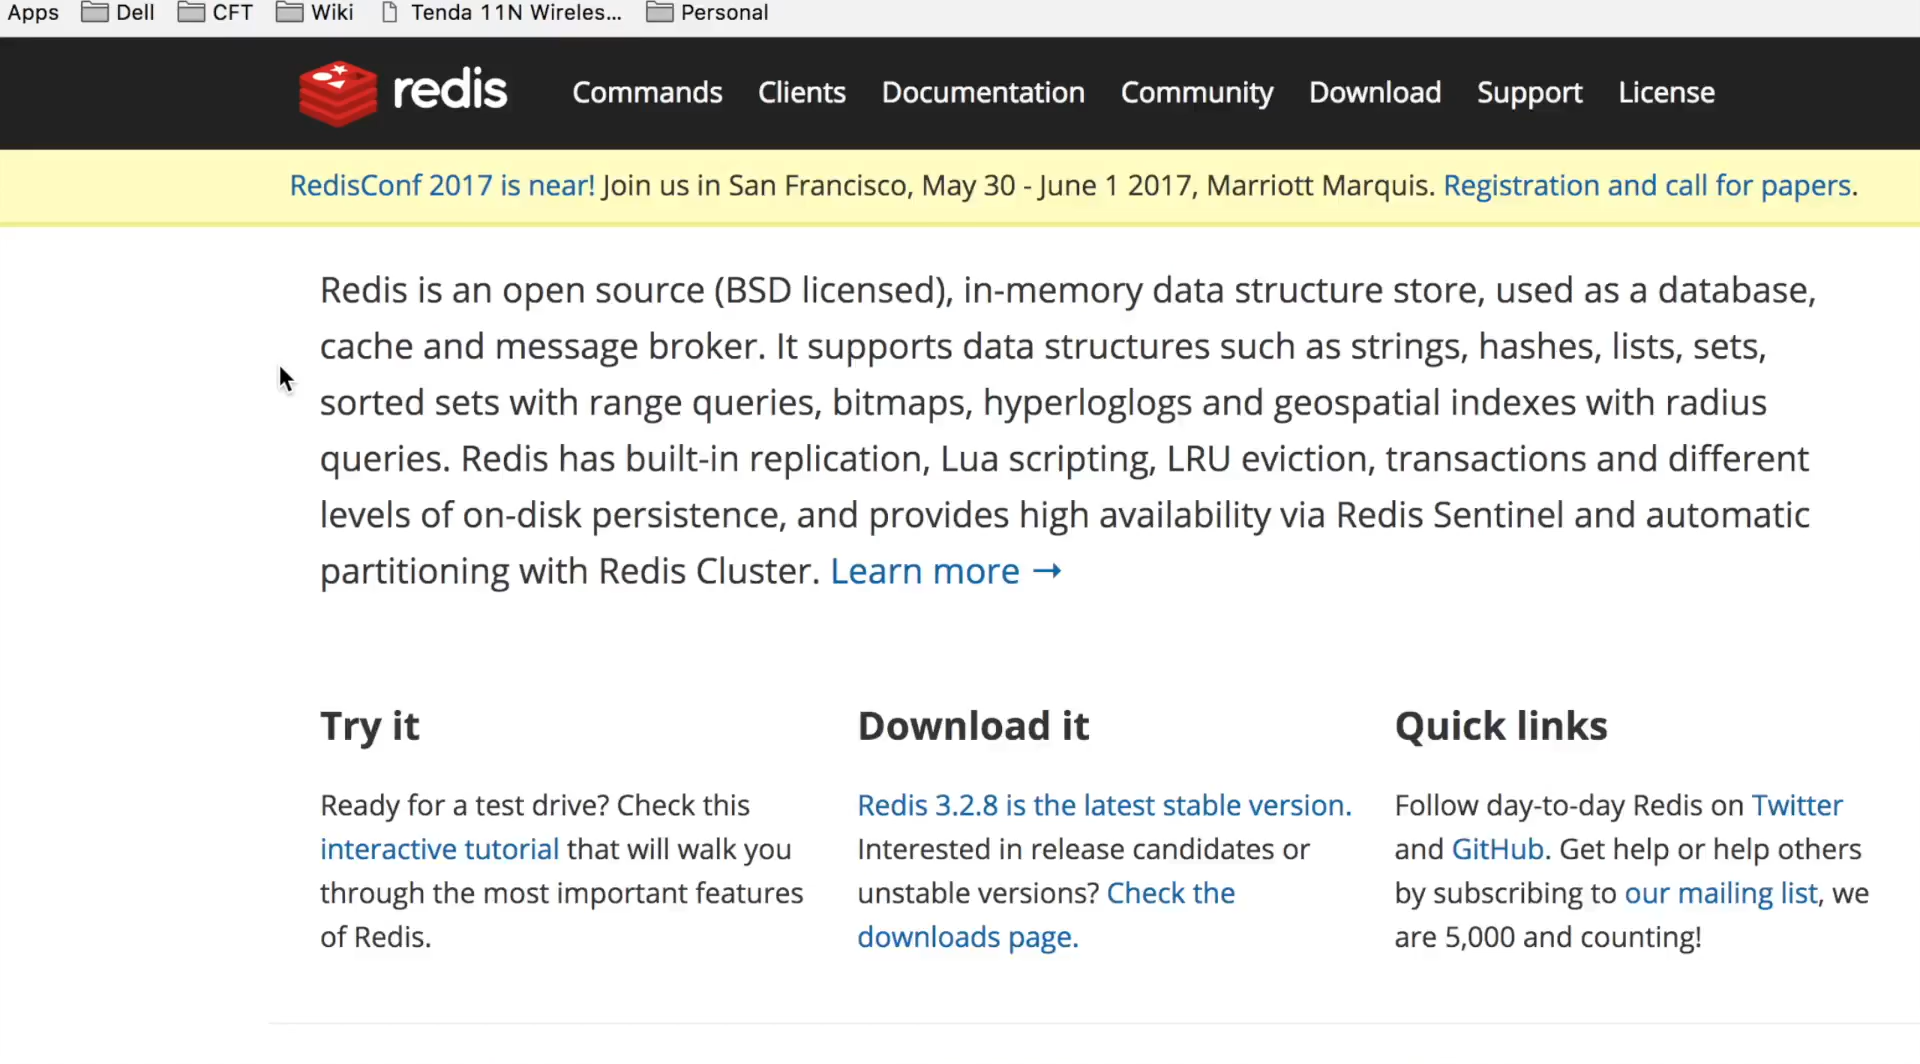 Apps Dell CFT Wiki Tenda 11N Wireles... Personal
redis Commands Clients Documentation Community Download Support License
RedisConf 2017 is near! Join us in San Francisco, May 30 - June 1 2017, Marriott Marquis. Registration and call for papers.
Redis is an open source (BSD licensed), in-memory data structure store, used as a database,
cache and message broker. It supports data structures such as strings, hashes, lists, sets,
sorted sets with range queries, bitmaps, hyperloglogs and geospatial indexes with radius
queries. Redis has built-in replication, Lua scripting, LRU eviction, transactions and different
levels of on-disk persistence, and provides high availability via Redis Sentinel and automatic
partitioning with Redis Cluster. Learn more →
Try it
Ready for a test drive? Check this
interactive tutorial that will walk you
through the most important features
of Redis.
Download it
Redis 3.2.8 is the latest stable version.
Interested in release candidates or
unstable versions? Check the
downloads page.
Quick links
Follow day-to-day Redis on Twitter
and GitHub. Get help or help others
by subscribing to our mailing list, we
are 5,000 and counting!